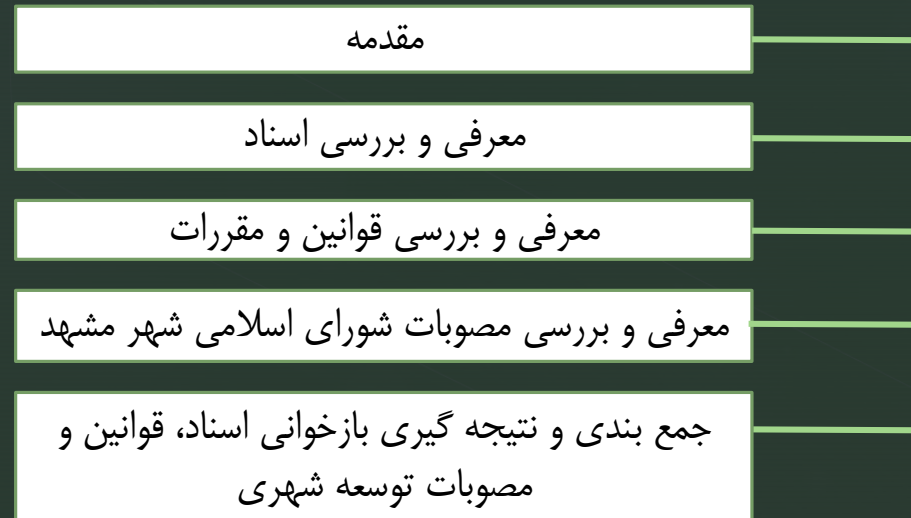 مقدمه
معرفی و بررسی اسناد
معرفی و بررسی قوانین و مقررات
معرفی و بررسی مصوبات شورای اسلامی شهر مشهد
جمع بندی و نتیجه گیری بازخوانی اسناد، قوانین و
مصوبات توسعه شهری